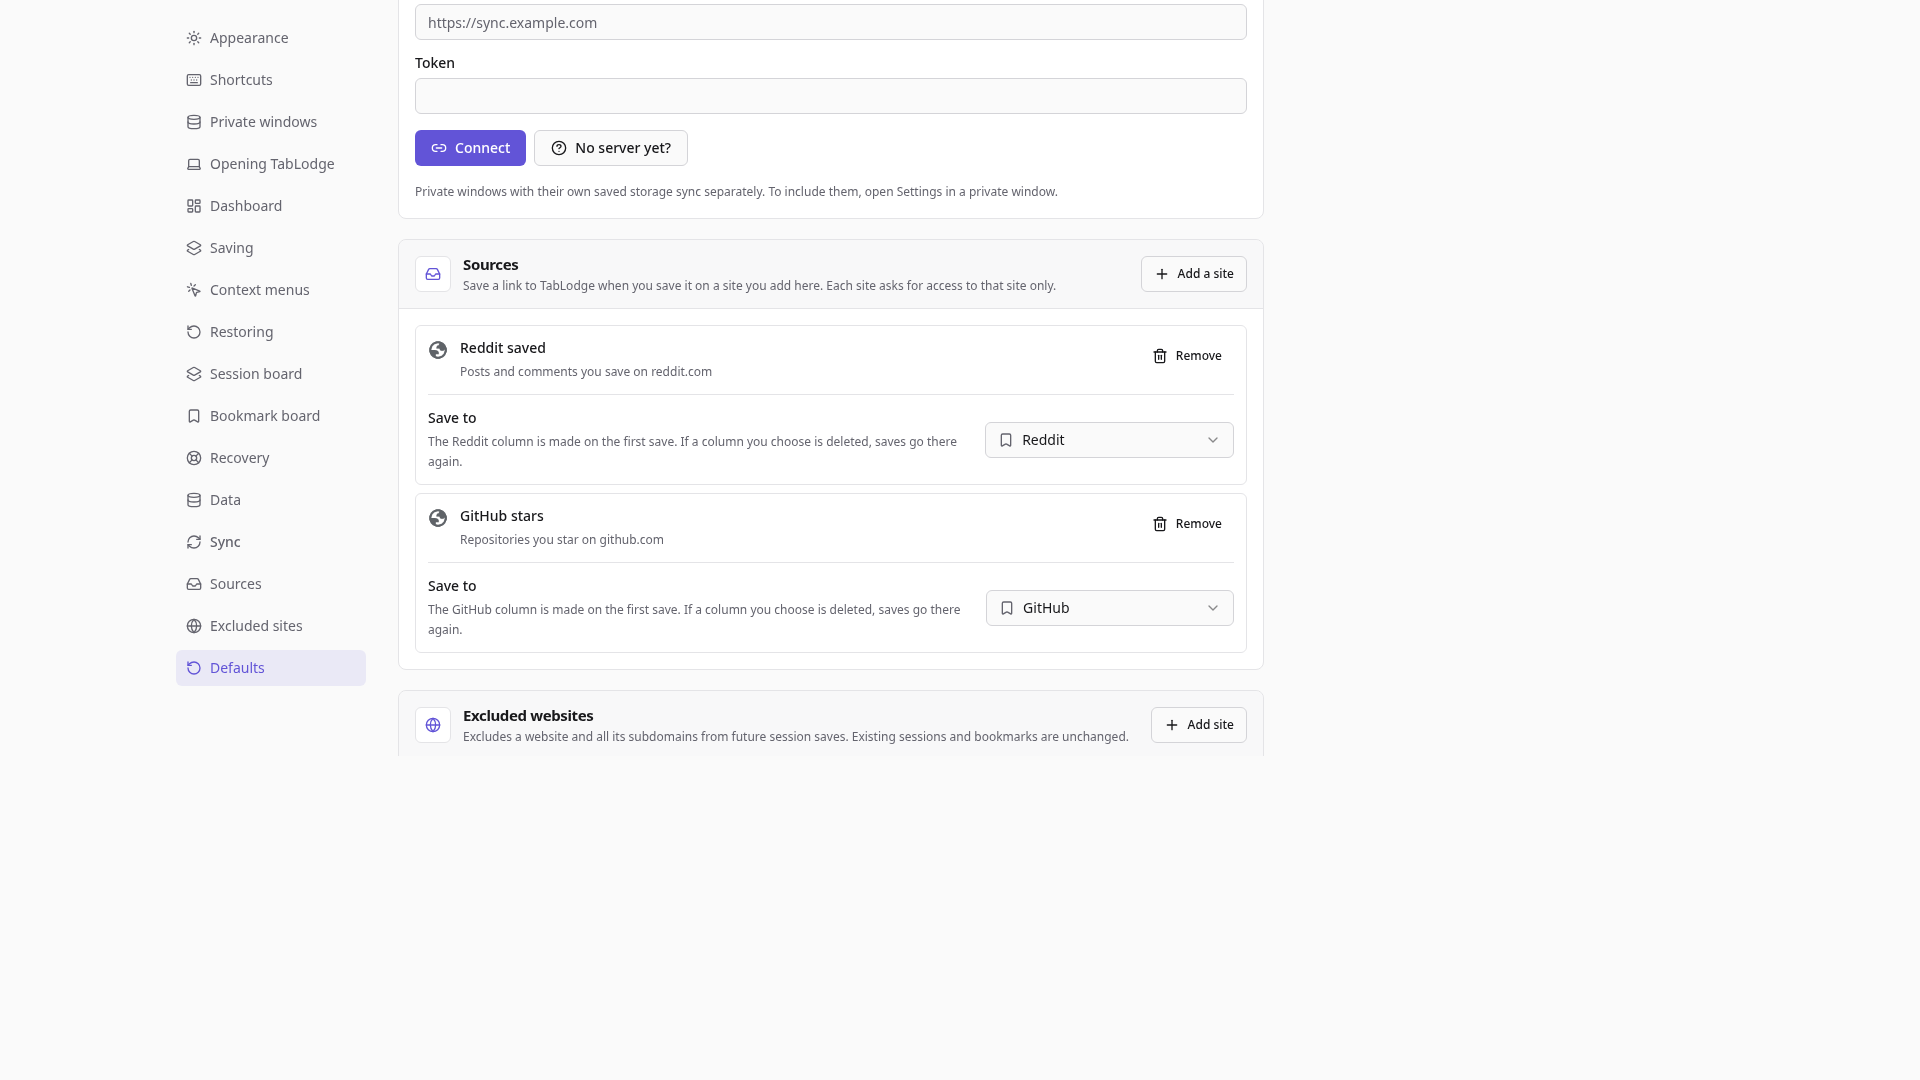 Appearance
Shortcuts
Private windows
Opening TabLodge
Dashboard
Saving
Context menus
Restoring
Session board
Bookmark board
Recovery
Data
Sync
Sources
Excluded sites
Defaults
https://sync.example.com
Token
Connect
No server yet?
Private windows with their own saved storage sync separately. To include them, open Settings in a private window.
Sources
Save a link to TabLodge when you save it on a site you add here. Each site asks for access to that site only.
Add a site
Reddit saved
Posts and comments you save on reddit.com
Remove
Save to
The Reddit column is made on the first save. If a column you choose is deleted, saves go there
again.
Reddit
GitHub stars
Repositories you star on github.com
Remove
Save to
The GitHub column is made on the first save. If a column you choose is deleted, saves go there
again.
GitHub
Excluded websites
Excludes a website and all its subdomains from future session saves. Existing sessions and bookmarks are unchanged.
Add site